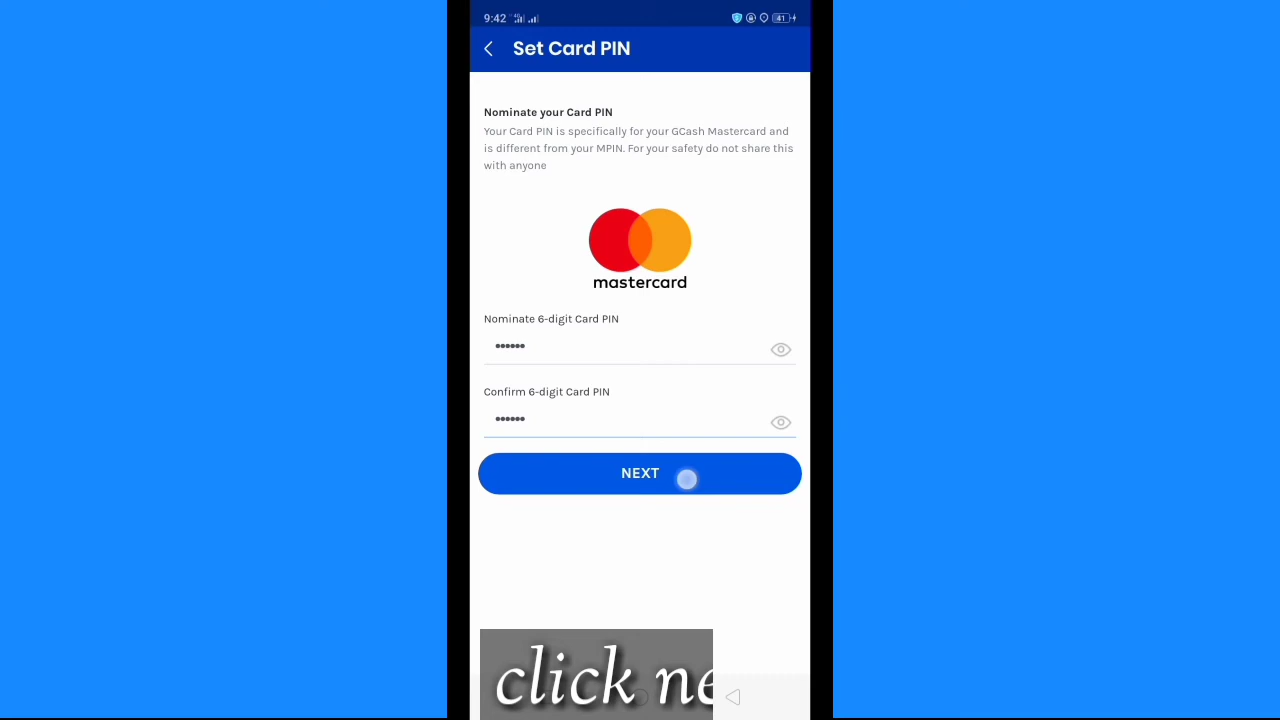 9:42
41
Set Card PIN
Nominate your Card PIN
Your Card PIN is specifically for your GCash Mastercard and
is different from your MPIN. For your safety do not share this
with anyone
mastercard
Nominate 6-digit Card PIN
••••••
Confirm 6-digit Card PIN
••••••
NEXT
click ne